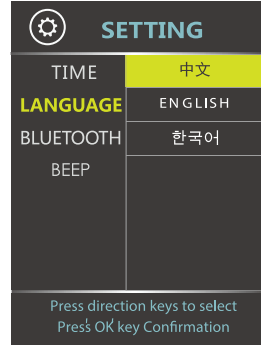 SETTING
TIME
中文
LANGUAGE
ENGLISH
BLUETOOTH
한국어
BEEP
Press direction keys to select
Press 'OK' key Confirmation